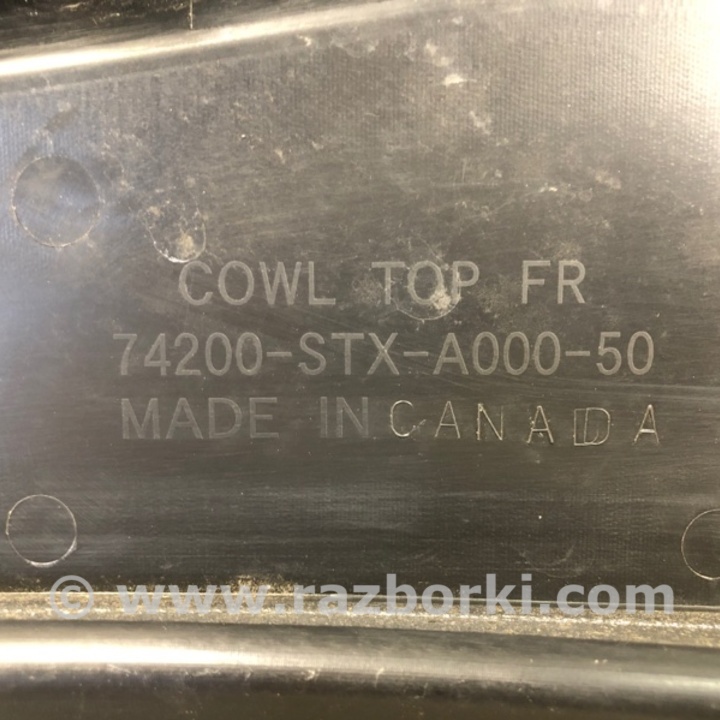 COWL TOP FR
74200-STX-A000-50
MADE IN CANADA
© www.razborki.com